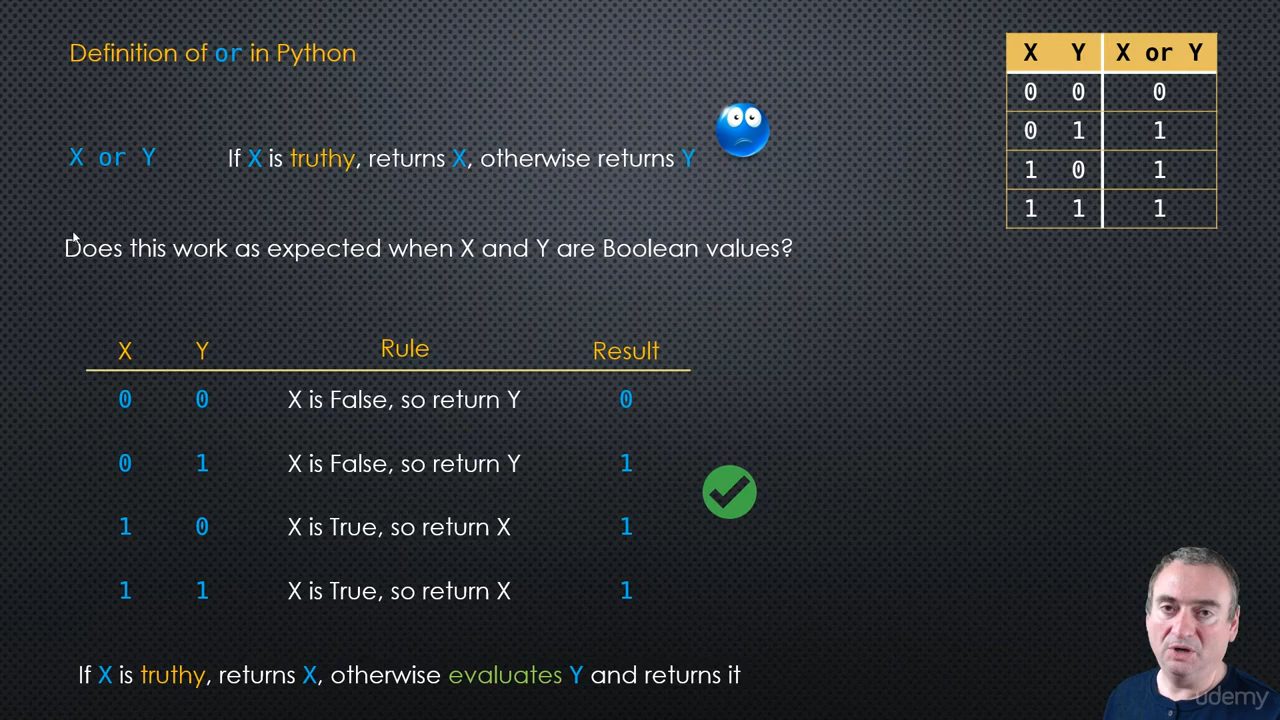 Definition of or in Python
X Y X or Y
0 0 0
0 1 1
1 0 1
1 1 1
X or Y If X is truthy, returns X, otherwise returns Y
Does this work as expected when X and Y are Boolean values?
X Y Rule Result
0 0 X is False, so return Y 0
0 1 X is False, so return Y 1
1 0 X is True, so return X 1
1 1 X is True, so return X 1
If X is truthy, returns X, otherwise evaluates Y and returns it
udemy